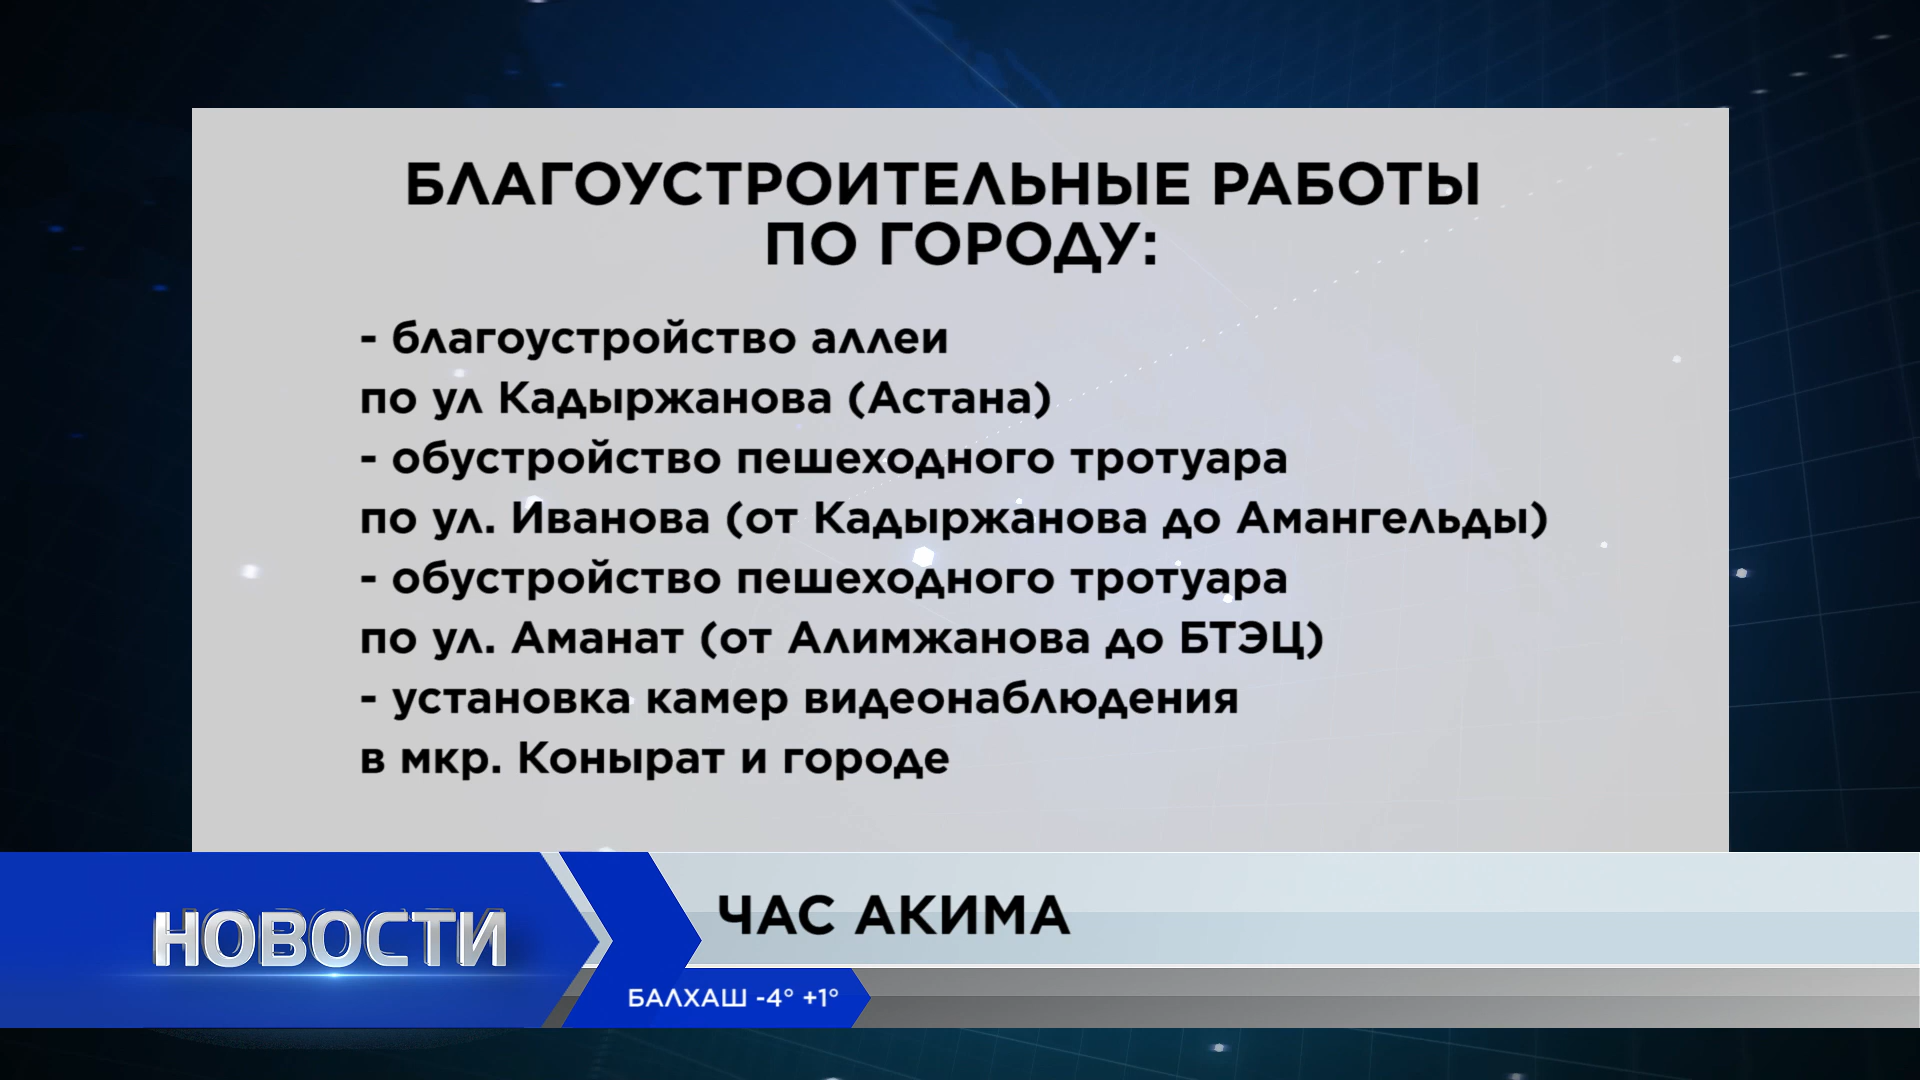 БЛАГОУСТРОИТЕЛЬНЫЕ РАБОТЫ
ПО ГОРОДУ:
- благоустройство аллеи
по ул Кадыржанова (Астана)
- обустройство пешеходного тротуара
по ул. Иванова (от Кадыржанова до Амангельды)
- обустройство пешеходного тротуара
по ул. Аманат (от Алимжанова до БТЭЦ)
- установка камер видеонаблюдения
в мкр. Конырат и городе
НОВОСТИ
ЧАС АКИМА
БАЛХАШ -4° +1°